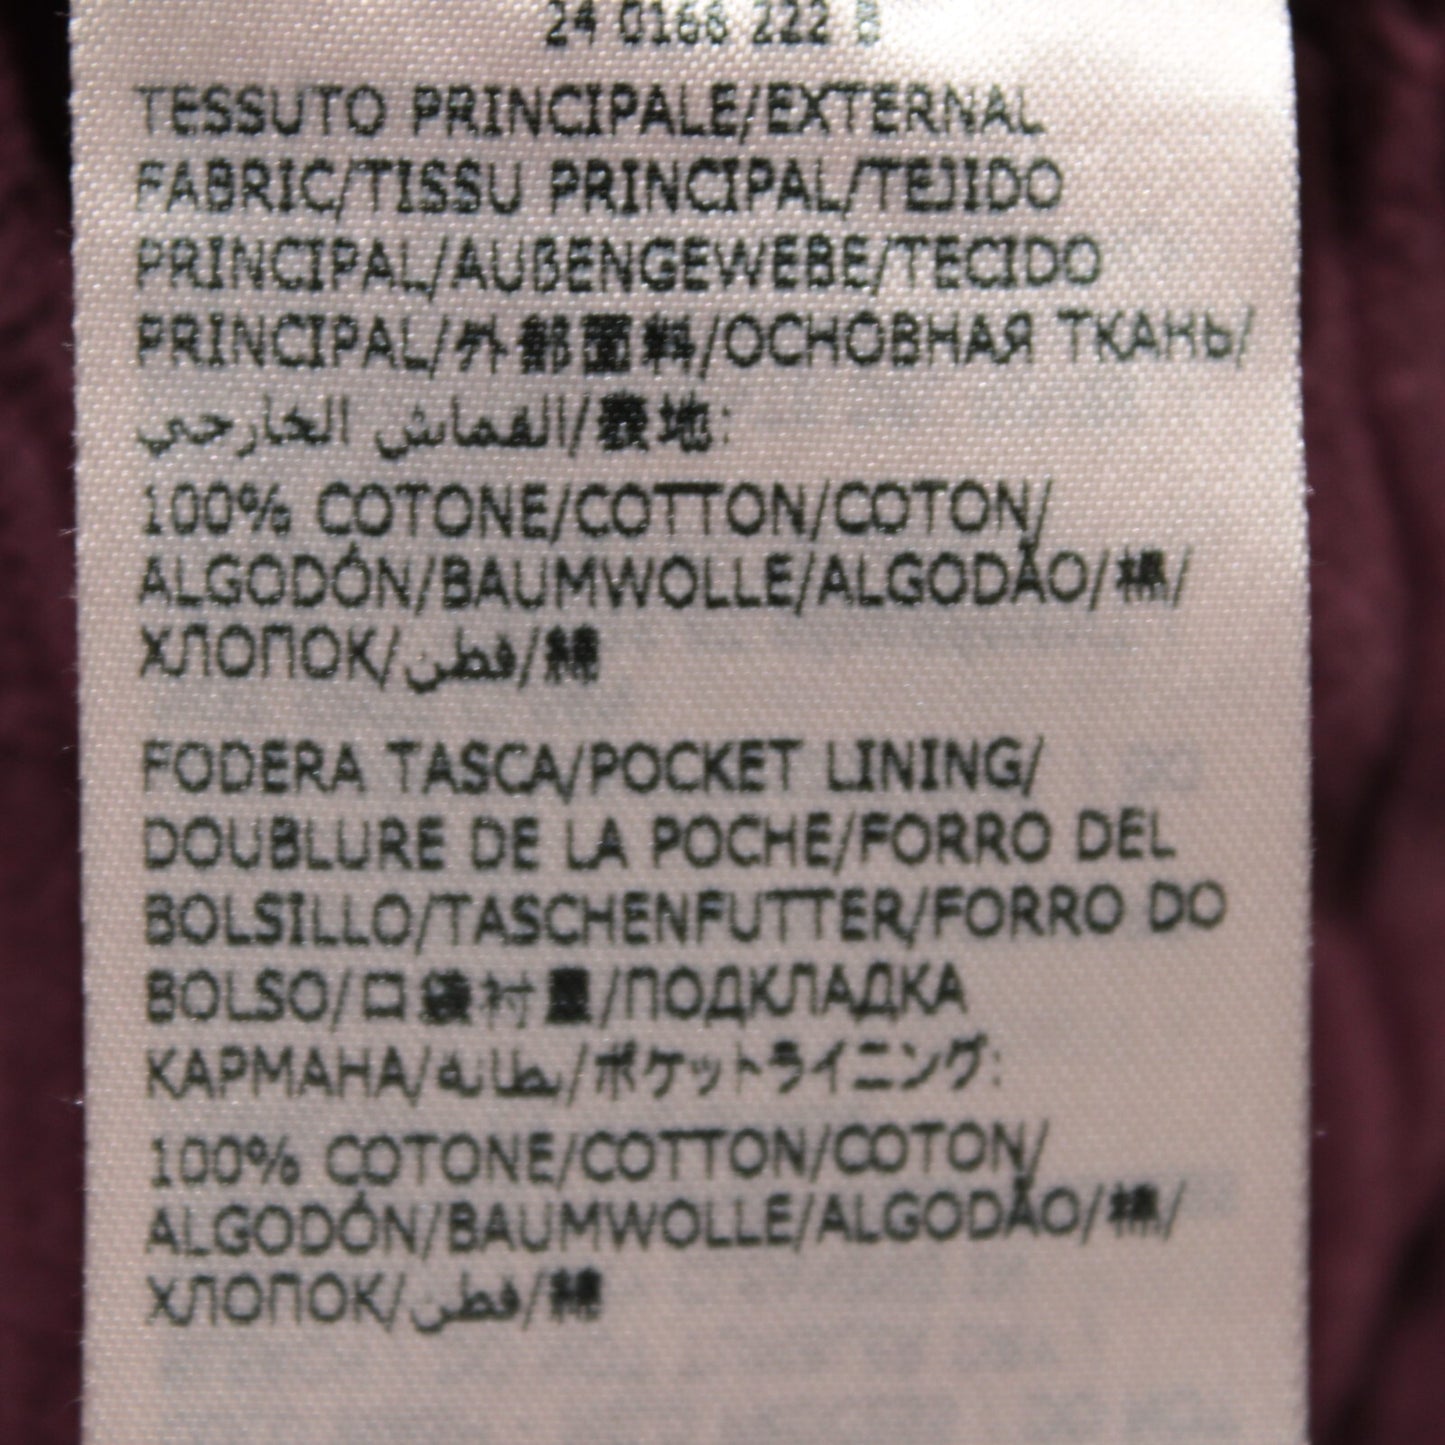 24 0168 222 8
TESSUTO PRINCIPALE/EXTERNAL
FABRIC/TISSU PRINCIPAL/TEJIDO
PRINCIPAL/AUßENGEWEBE/TECIDO
PRINCIPAL/外部面料/ОСНОВНАЯ ТКАНЬ/
القماش الخارجي/表地:
100% COTONE/COTTON/COTON/
ALGODÓN/BAUMWOLLE/ALGODÃO/棉/
ХЛОПОК/قطن/綿
FODERA TASCA/POCKET LINING/
DOUBLURE DE LA POCHE/FORRO DEL
BOLSILLO/TASCHENFUTTER/FORRO DO
BOLSO/口袋衬里/ПОДКЛАДКА
КАРМАНА/بطانة/ポケットライニング:
100% COTONE/COTTON/COTON/
ALGODÓN/BAUMWOLLE/ALGODÃO/棉/
ХЛОПОК/قطن/綿